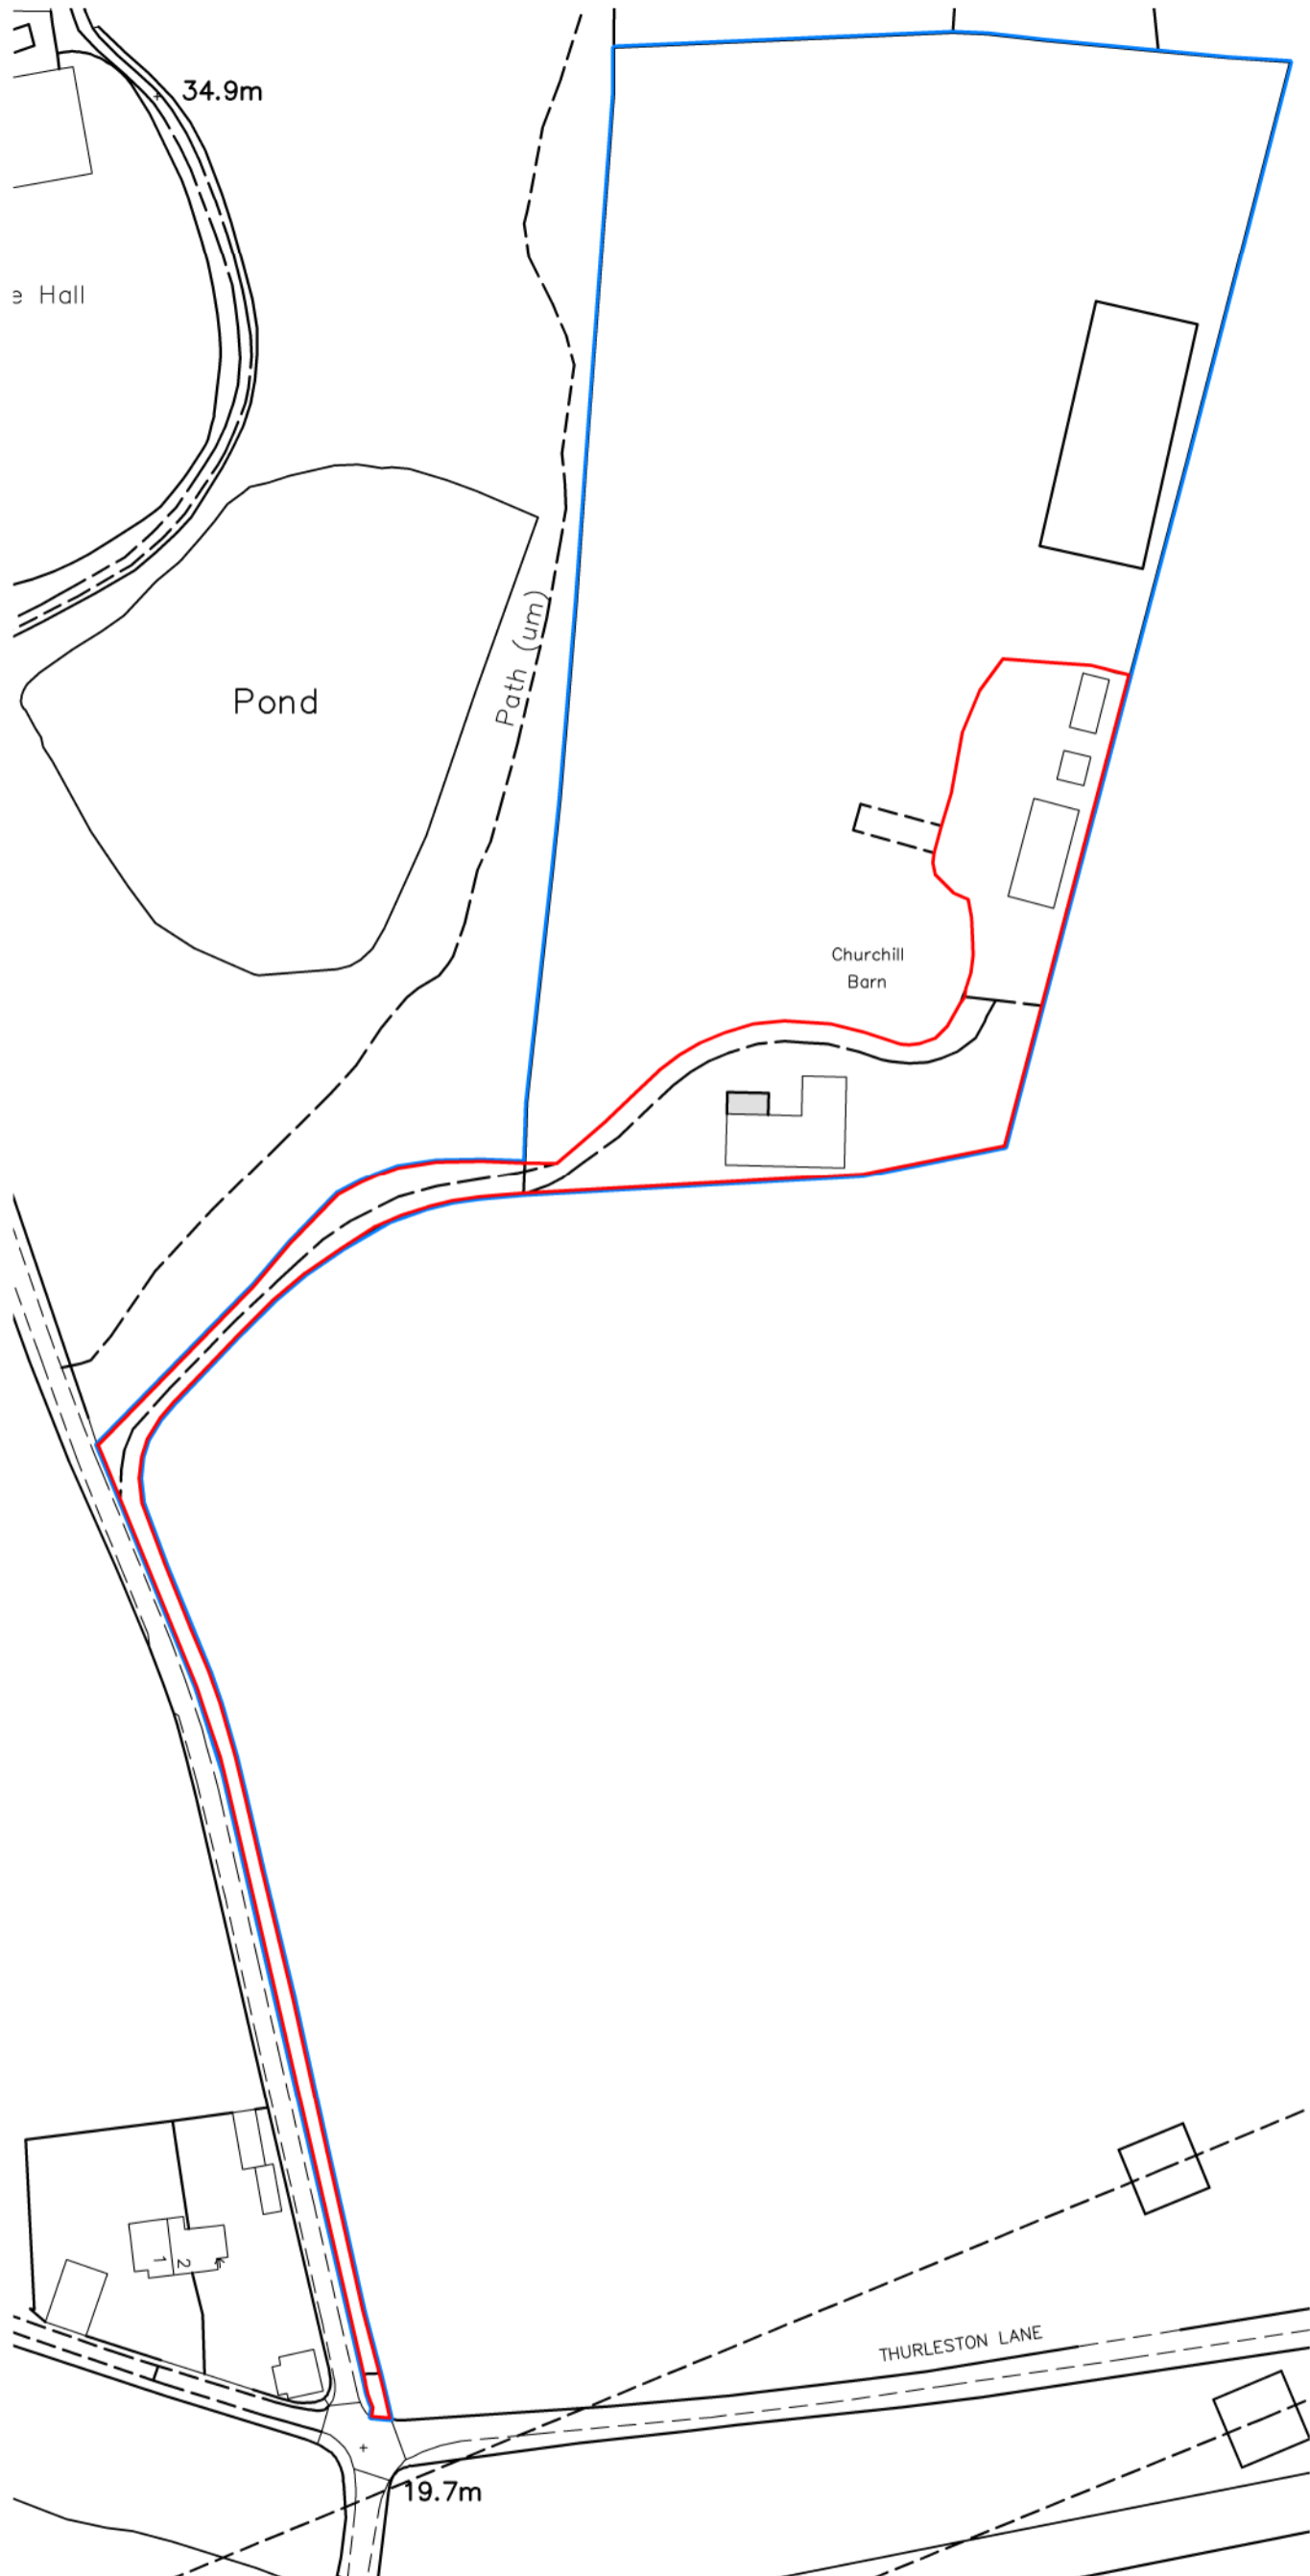 34.9m
e Hall
Path (um)
Pond
Churchill
Barn
1
2
THURLESTON LANE
19.7m